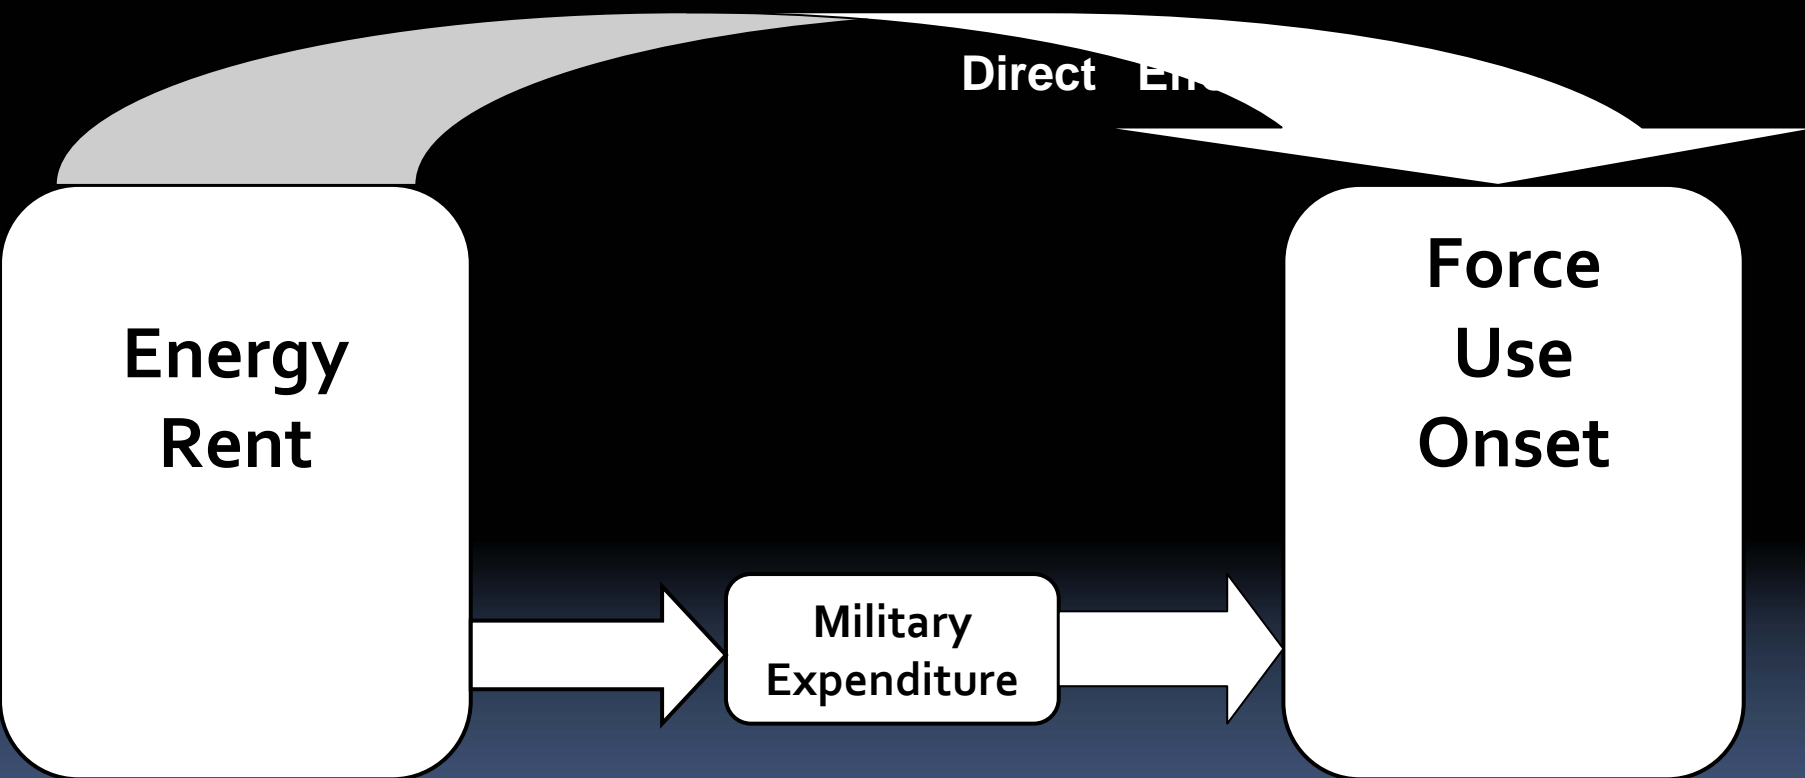 Direct
Energy
Rent
Force
Use
Onset
Military
Expenditure